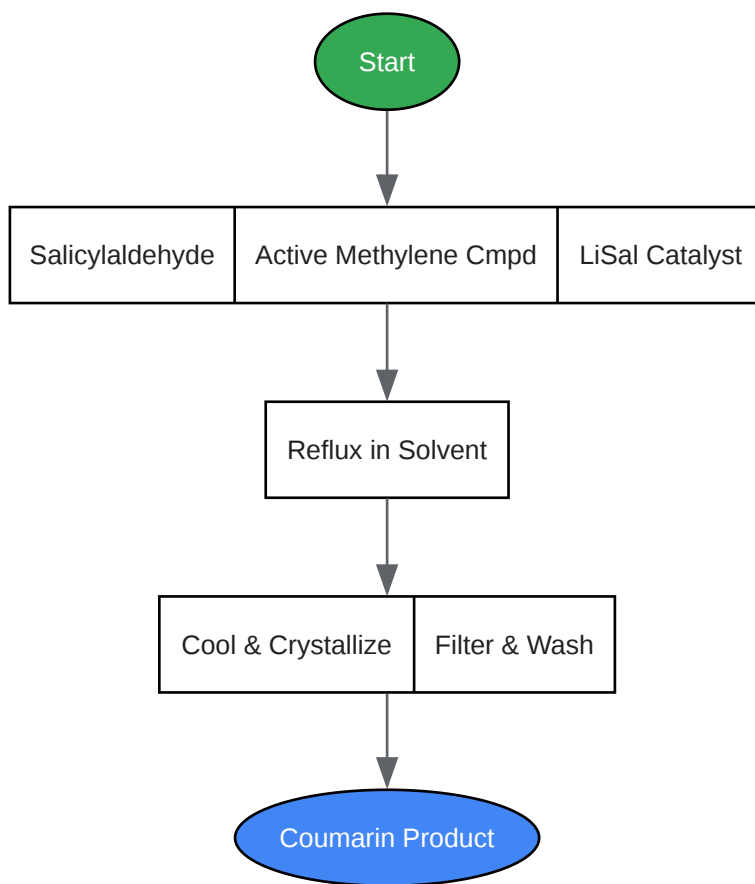 Start
Salicylaldehyde
Active Methylene Cmpd
LiSal Catalyst
Reflux in Solvent
Cool & Crystallize
Filter & Wash
Coumarin Product